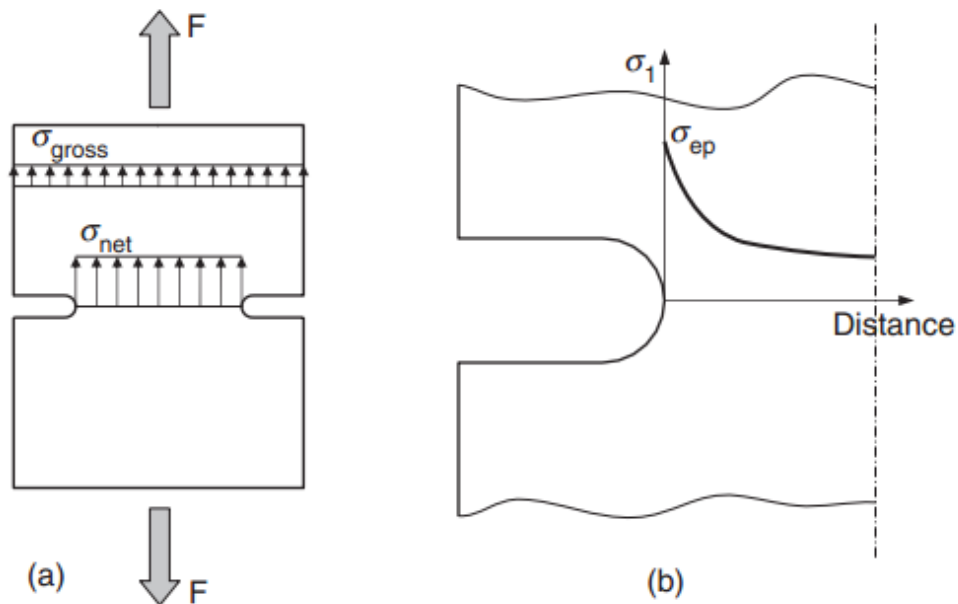 F
σgross
σnet
F
(a)
σ1
σep
Distance
(b)